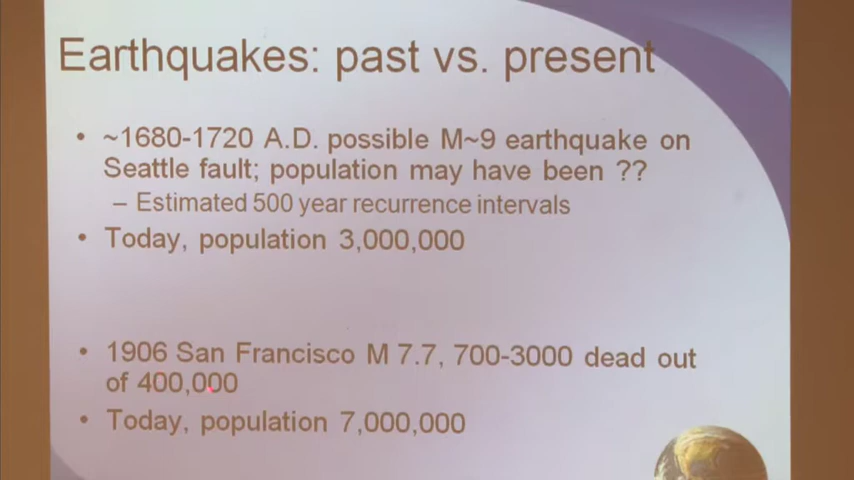 Earthquakes: past vs. present
• ~1680-1720 A.D. possible M~9 earthquake on
Seattle fault; population may have been ??
– Estimated 500 year recurrence intervals
• Today, population 3,000,000
• 1906 San Francisco M 7.7, 700-3000 dead out
of 400,000
• Today, population 7,000,000